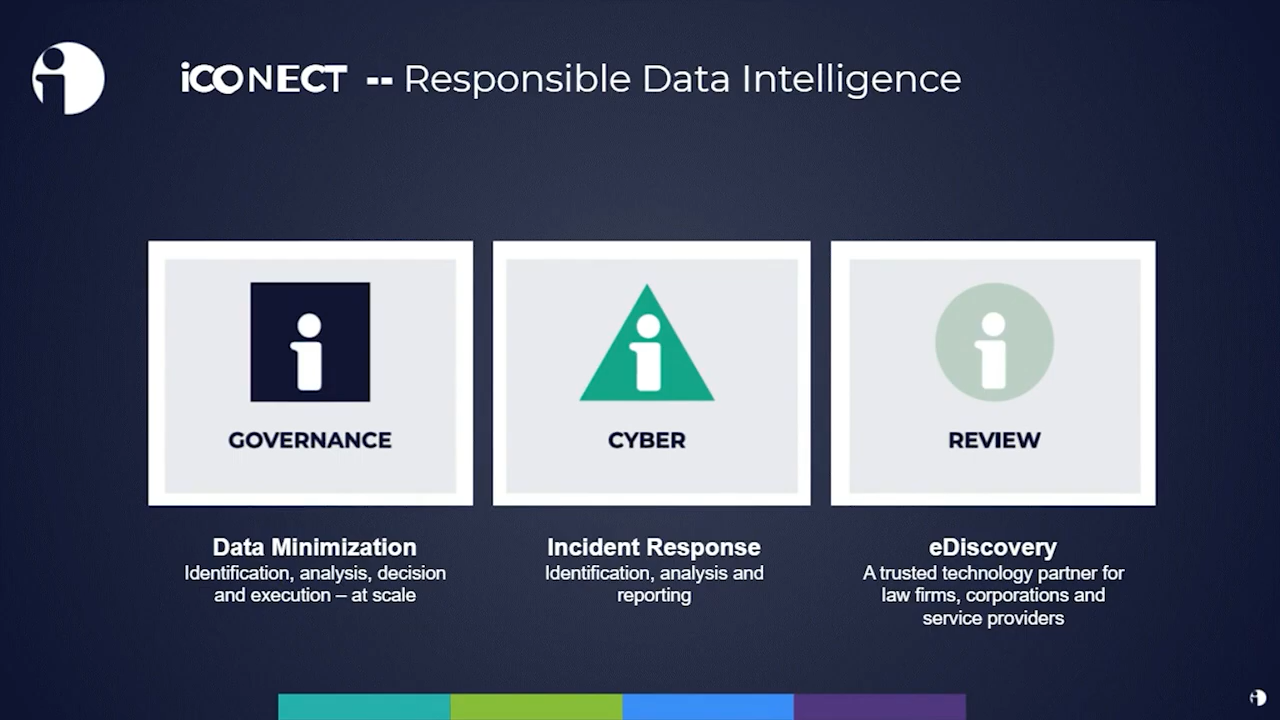 iCONECT -- Responsible Data Intelligence
GOVERNANCE
CYBER
REVIEW
Data Minimization
Identification, analysis, decision
and execution – at scale
Incident Response
Identification, analysis and
reporting
eDiscovery
A trusted technology partner for
law firms, corporations and
service providers